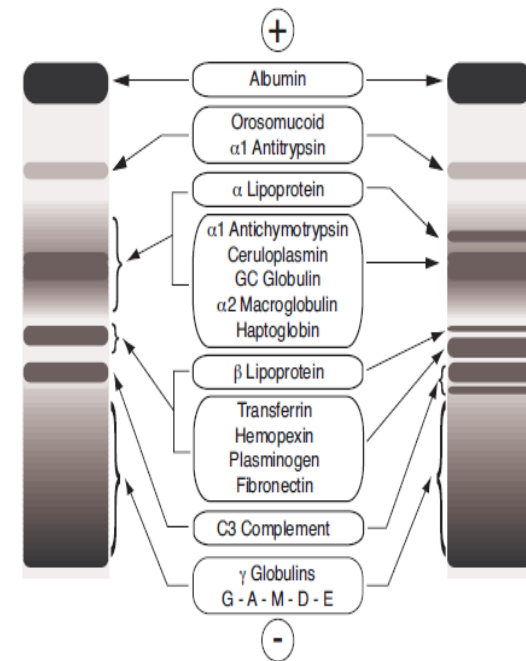 +
Albumin
Orosomucoid
α1 Antitrypsin
α Lipoprotein
α1 Antichymotrypsin
Ceruloplasmin
GC Globulin
α2 Macroglobulin
Haptoglobin
β Lipoprotein
Transferrin
Hemopexin
Plasminogen
Fibronectin
C3 Complement
γ Globulins
G - A - M - D - E
-